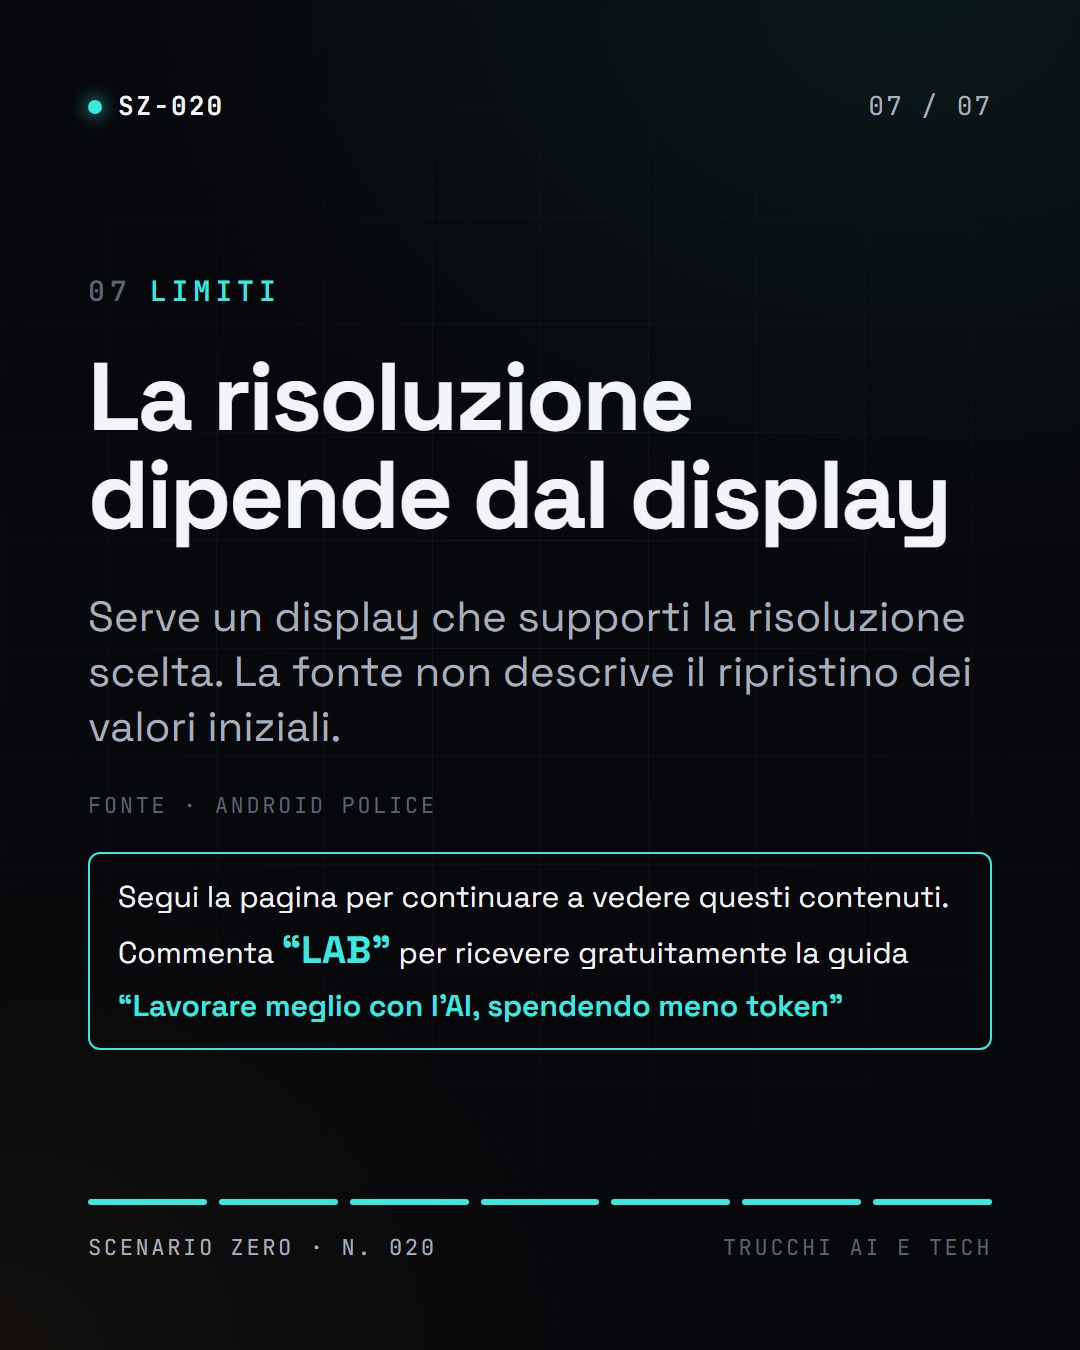 SZ-020
07 / 07
07 LIMITI
La risoluzione
dipende dal display
Serve un display che supporti la risoluzione
scelta. La fonte non descrive il ripristino dei
valori iniziali.
FONTE · ANDROID POLICE
Segui la pagina per continuare a vedere questi contenuti.
Commenta “LAB” per ricevere gratuitamente la guida
“Lavorare meglio con l’AI, spendendo meno token”
SCENARIO ZERO · N. 020
TRUCCHI AI E TECH